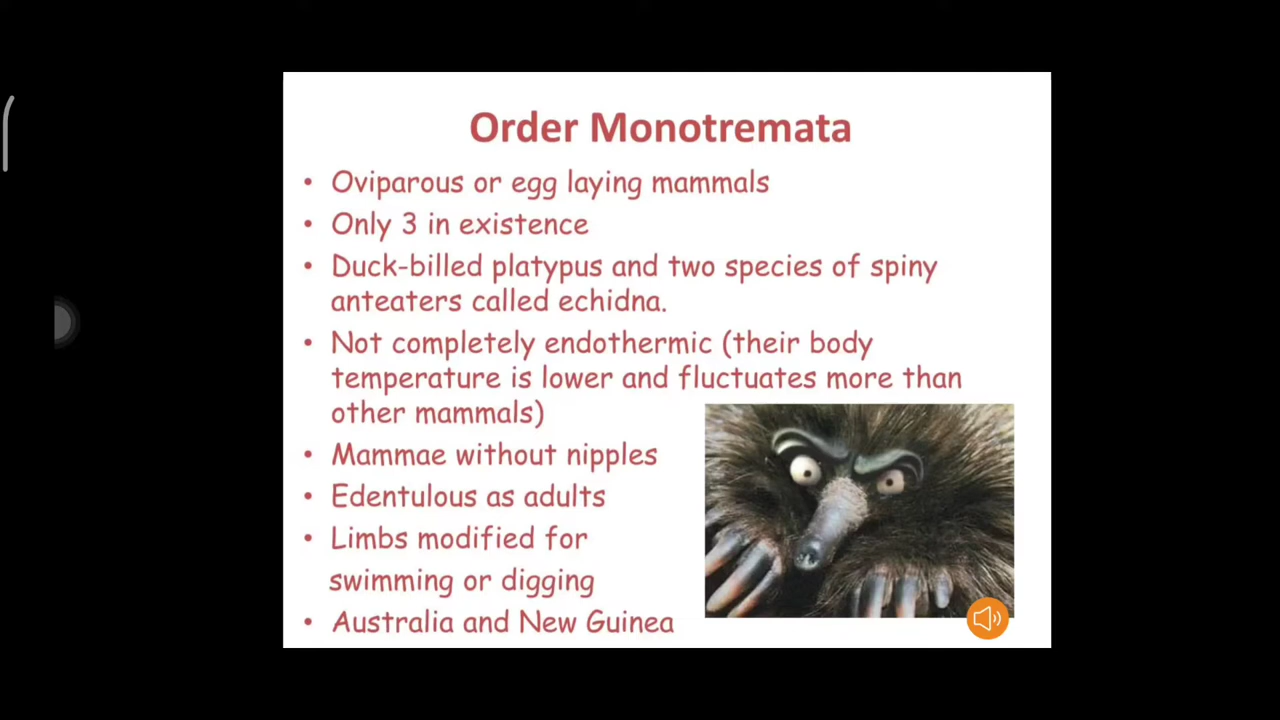 Order Monotremata
• Oviparous or egg laying mammals
• Only 3 in existence
• Duck-billed platypus and two species of spiny
anteaters called echidna.
• Not completely endothermic (their body
temperature is lower and fluctuates more than
other mammals)
• Mammae without nipples
• Edentulous as adults
• Limbs modified for
swimming or digging
• Australia and New Guinea